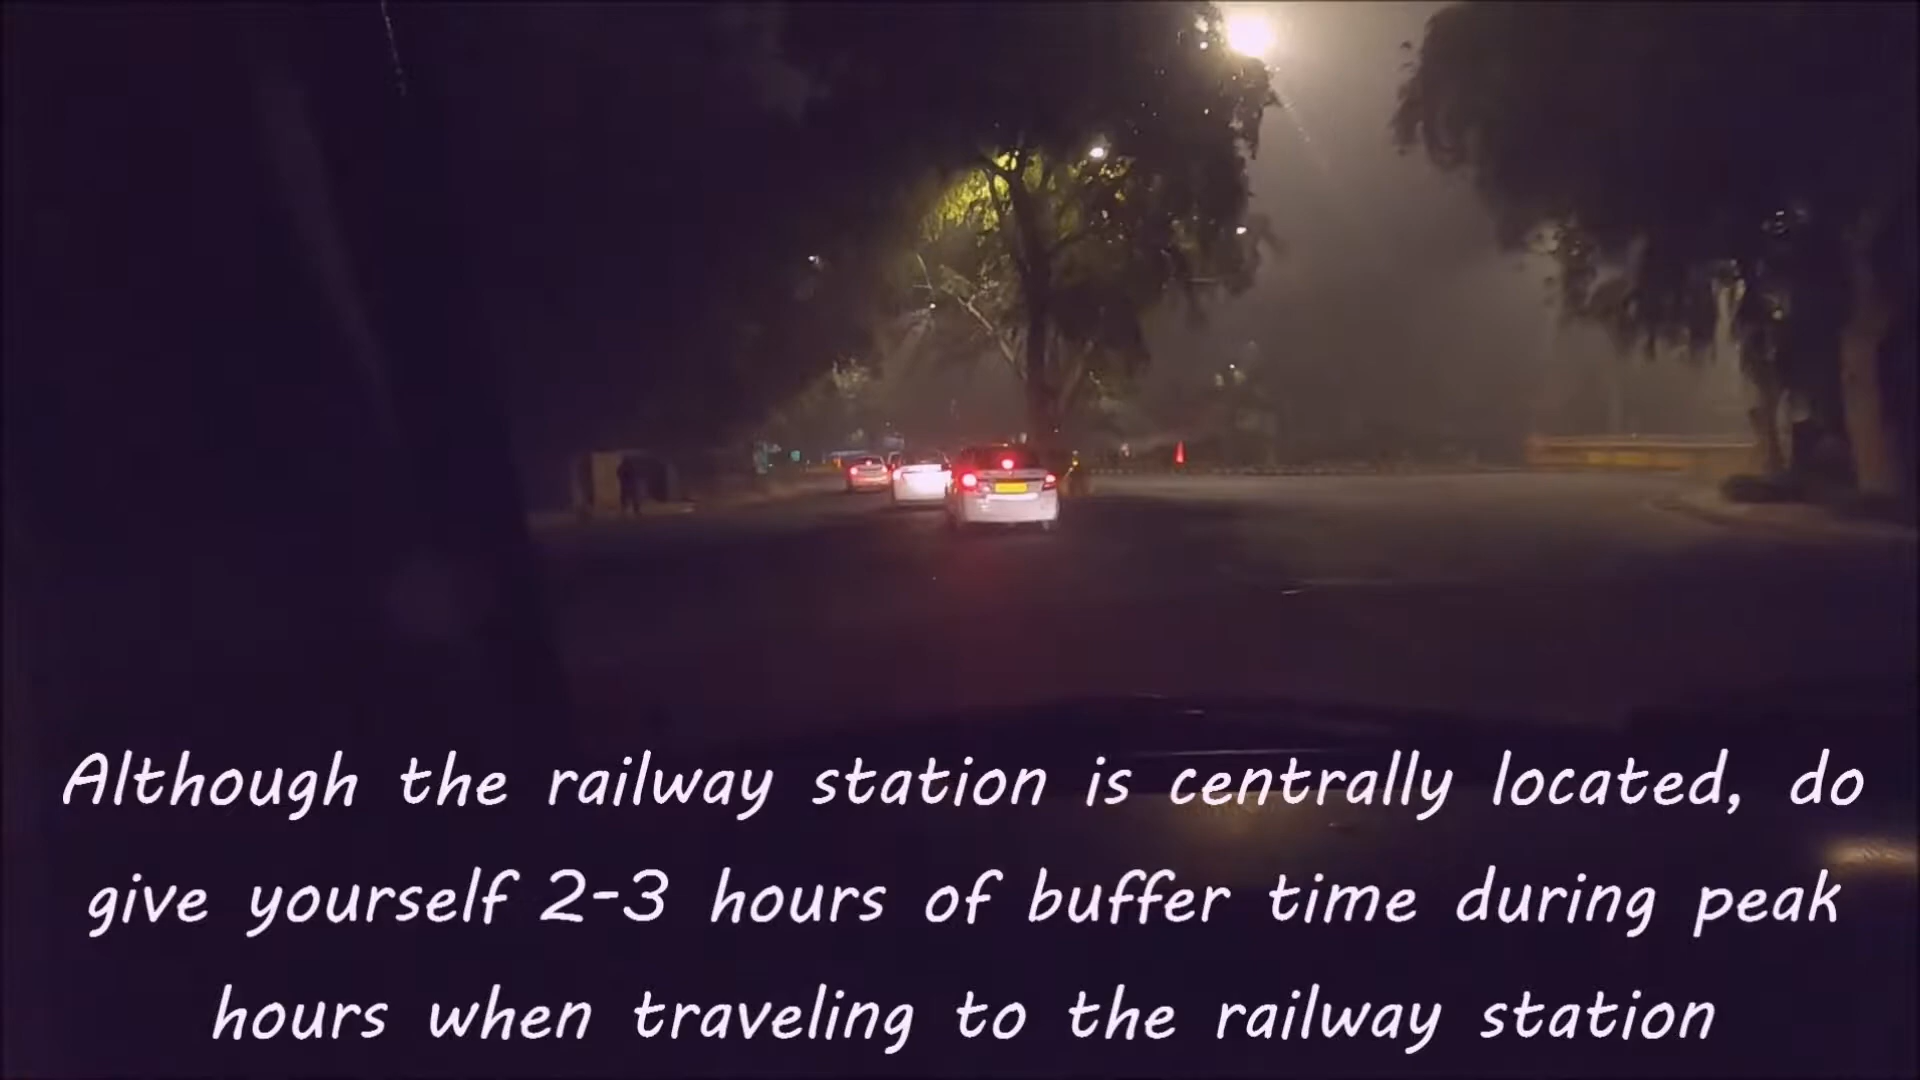 Although the railway station is centrally located, do
give yourself 2-3 hours of buffer time during peak
hours when traveling to the railway station